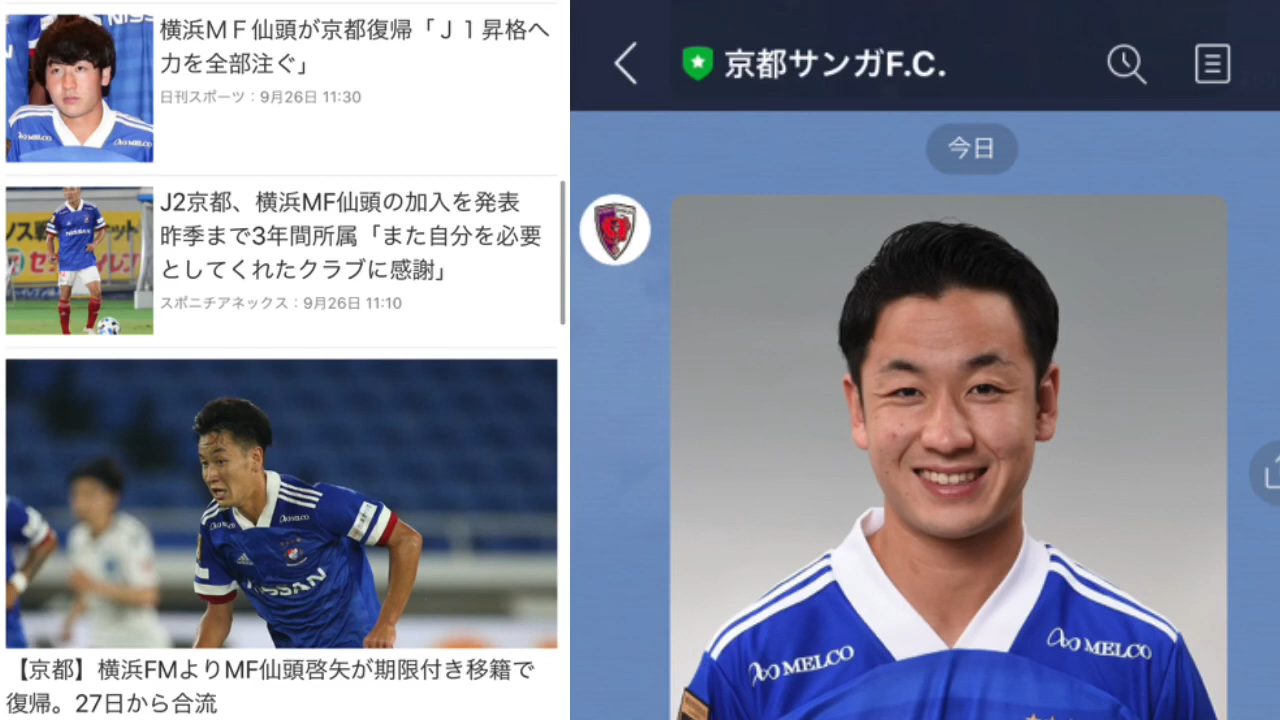 横浜ＭＦ仙頭が京都復帰「Ｊ１昇格へ
力を全部注ぐ」
日刊スポーツ：9月26日 11:30
J2京都、横浜MF仙頭の加入を発表
昨季まで3年間所属「また自分を必要
としてくれたクラブに感謝」
スポニチアネックス：9月26日 11:10
MELCO
MELCO
NISSAN
【京都】横浜FMよりMF仙頭啓矢が期限付き移籍で
復帰。27日から合流
京都サンガF.C.
今日
MELCO
MELCO